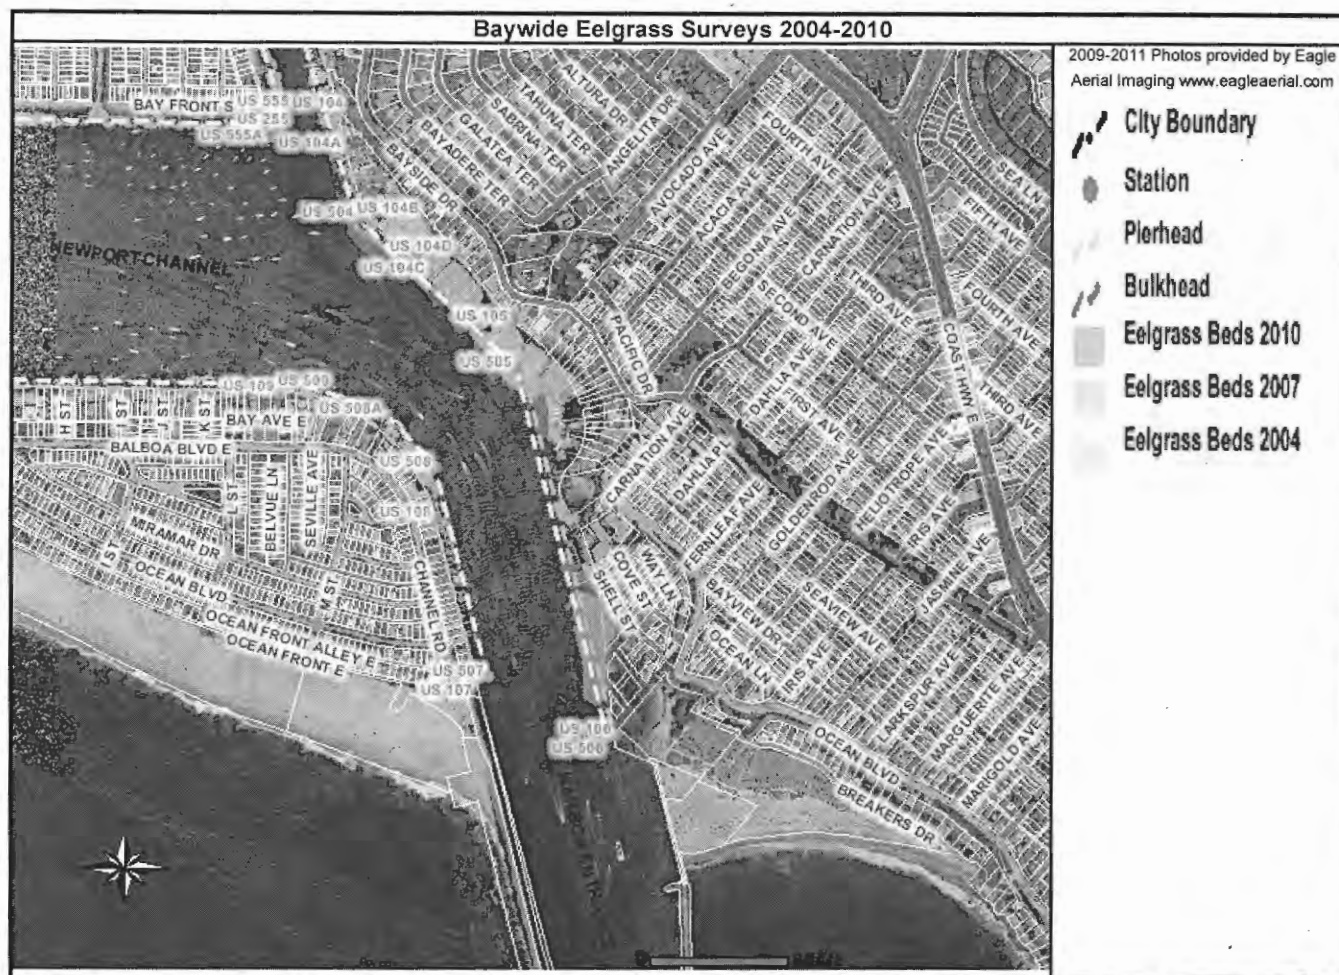 Baywide Eelgrass Surveys 2004-2010
2009-2011 Photos provided by Eagle
Aerial Imaging www.eagleaerial.com
City Boundary
Station
Pierhead
Bulkhead
Eelgrass Beds 2010
Eelgrass Beds 2007
Eelgrass Beds 2004
BAY FRONT S
US 555
US 104
US 255
US 555A
US 104A
ALTURA DR
TAHUNA TER
SABRINA TER
GALATEA TER
BAYADERE TER
BAYSIDE DR
ANGELITA DR
AVOCADO AVE
FOURTH AVE
ACACIA AVE
BEGONIA AVE
CARNATION AVE
SEA LN
FIFTH AVE
US 504
US 104B
US 104D
US 104C
NEWPORT CHANNEL
SECOND AVE
THIRD AVE
FOURTH AVE
COAST HWY E
THIRD AVE
US 105
US 505
PACIFIC DR
DAHLIA AVE
FIRST AVE
US 109
US 509
US 508A
H ST
I ST
J ST
K ST
BAY AVE E
BALBOA BLVD E
US 508
US 108
L ST
BELVUE LN
SEVILLE AVE
MIRAMAR DR
I ST
OCEAN BLVD
M ST
CHANNEL RD
OCEAN FRONT ALLEY E
OCEAN FRONT E
US 507
US 107
CARNATION AVE
DAHLIA PL
FERNLEAF AVE
GOLDENROD AVE
HELIOTROPE AVE
IRIS AVE
JASMINE AVE
WAY LN
COVE ST
SHELL ST
BAYVIEW DR
OCEAN LN
IRIS AVE
SEAVIEW AVE
LARKSPUR AVE
MARGUERITE AVE
MARIGOLD AVE
US 106
US 506
OCEAN BLVD
BREAKERS DR